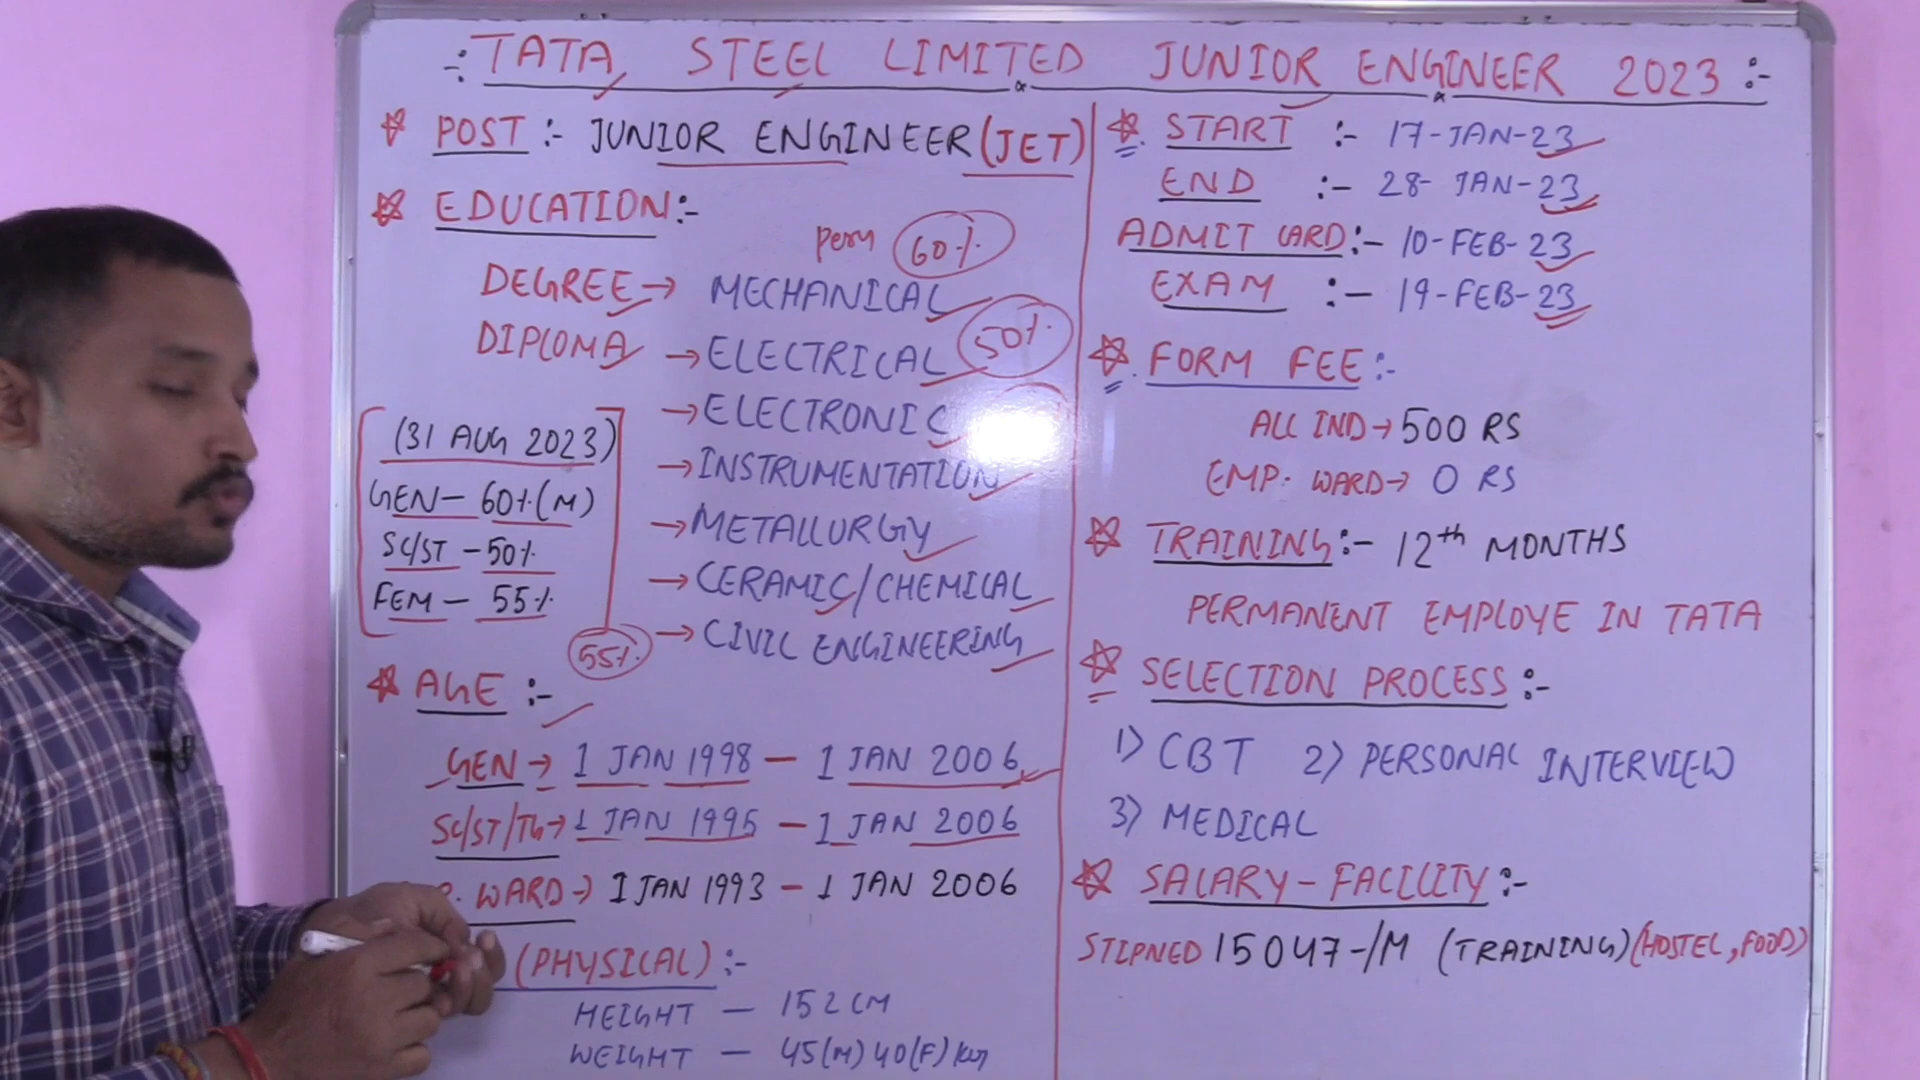 :- TATA STEEL LIMITED JUNIOR ENGINEER 2023 :-
POST :- JUNIOR ENGINEER (JET)
EDUCATION :-
60%
DEGREE → MECHANICAL
50%
DIPLOMA → ELECTRICAL
→ ELECTRONIC
→ INSTRUMENTATION
→ METALLURGY
→ CERAMIC/CHEMICAL
→ CIVIL ENGINEERING
(31 AUG 2023)
GEN - 60% (M)
SC/ST - 50%
FEM - 55%
55%
AGE :-
GEN → 1 JAN 1998 - 1 JAN 2006
SC/ST/TG → 1 JAN 1995 - 1 JAN 2006
WARD → 1 JAN 1993 - 1 JAN 2006
(PHYSICAL) :-
HEIGHT - 152 CM
WEIGHT - 45(M) 40(F) kg
START :- 17-JAN-23
END :- 28-JAN-23
ADMIT CARD :- 10-FEB-23
EXAM :- 19-FEB-23
FORM FEE :-
ALL IND → 500 RS
EMP. WARD → 0 RS
TRAINING :- 12th MONTHS
PERMANENT EMPLOYE IN TATA
SELECTION PROCESS :-
1) CBT 2) PERSONAL INTERVIEW
3) MEDICAL
SALARY - FACILITY :-
STIPNED 15047-/M (TRAINING) (HOSTEL, FOOD)